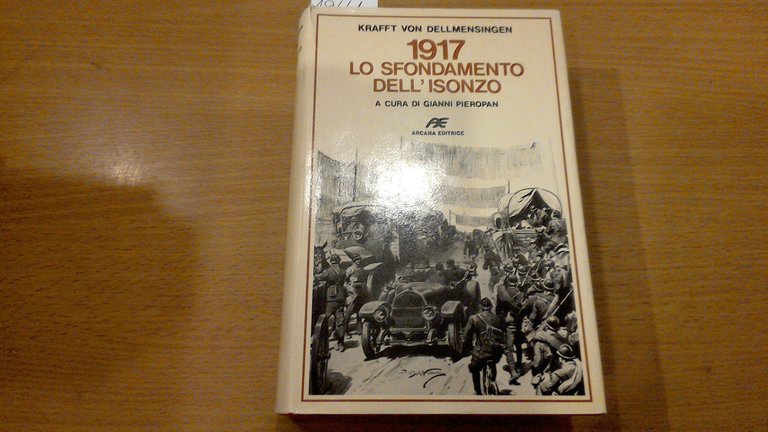 KRAFFT VON DELLMENSINGEN
1917
LO SFONDAMENTO
DELL'ISONZO
A CURA DI GIANNI PIEROPAN
AE
ARCANA EDITRICE